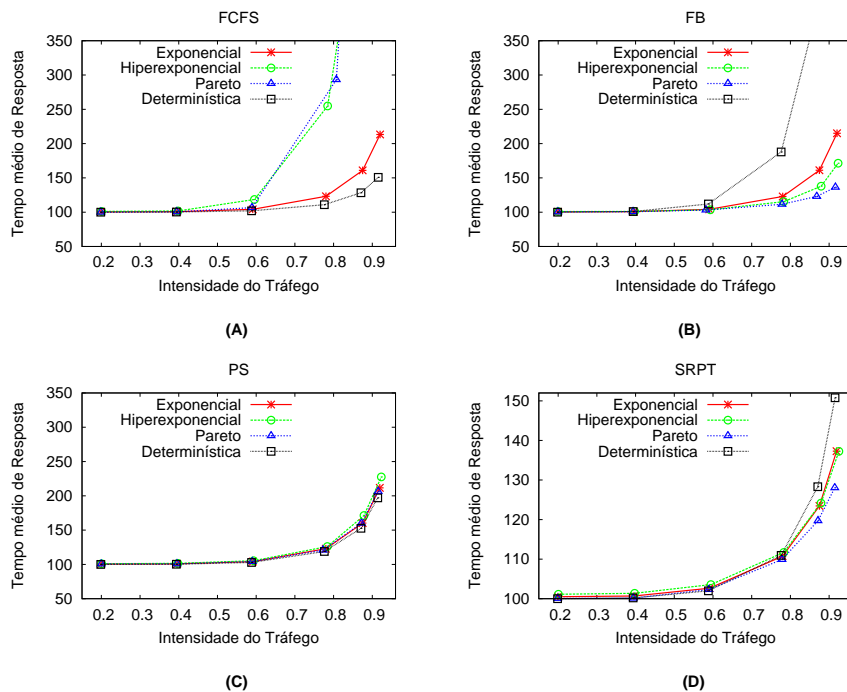 FCFS
350
300
250
200
150
100
50
Tempo médio de Resposta
Exponencial
Hiperexponencial
Pareto
Determinística
0.2 0.3 0.4 0.5 0.6 0.7 0.8 0.9
Intensidade do Tráfego
(A)
FB
350
300
250
200
150
100
50
Tempo médio de Resposta
Exponencial
Hiperexponencial
Pareto
Determinística
0.2 0.3 0.4 0.5 0.6 0.7 0.8 0.9
Intensidade do Tráfego
(B)
PS
350
300
250
200
150
100
50
Tempo médio de Resposta
Exponencial
Hiperexponencial
Pareto
Determinística
0.2 0.3 0.4 0.5 0.6 0.7 0.8 0.9
Intensidade do Tráfego
(C)
SRPT
150
140
130
120
110
100
Tempo médio de Resposta
Exponencial
Hiperexponencial
Pareto
Determinística
0.2 0.3 0.4 0.5 0.6 0.7 0.8 0.9
Intensidade do Tráfego
(D)